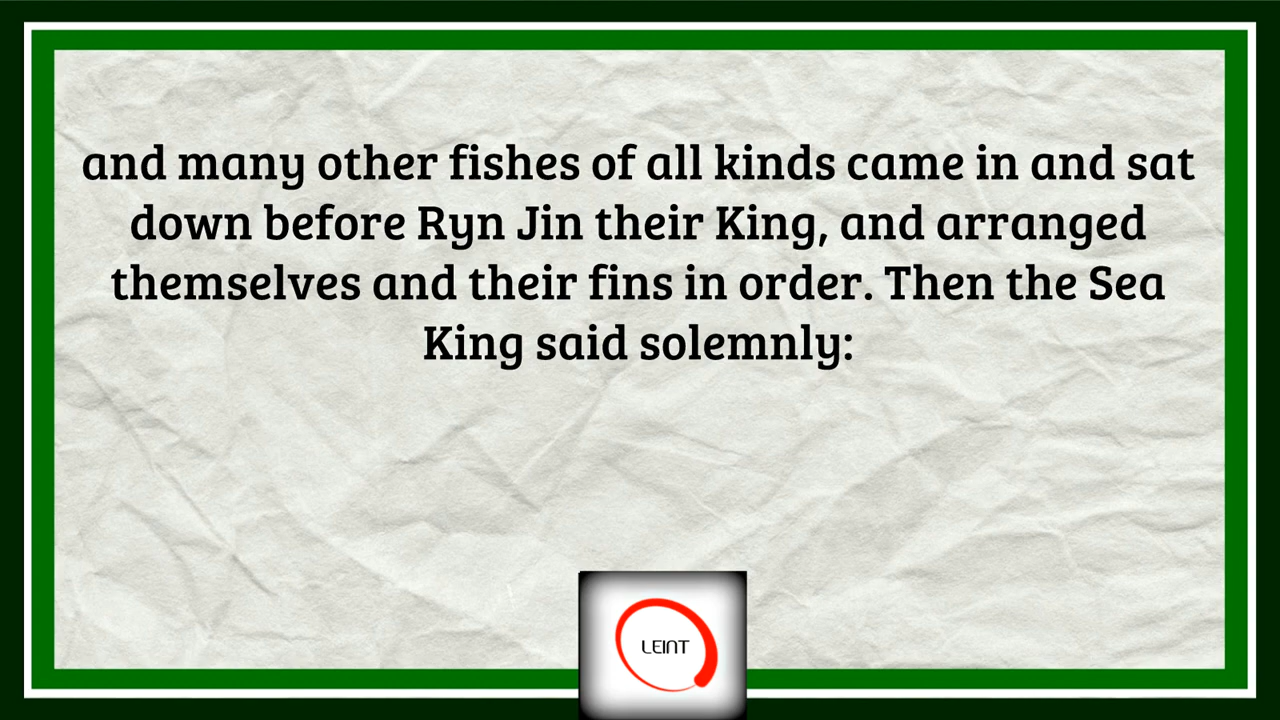 and many other fishes of all kinds came in and sat
down before Ryn Jin their King, and arranged
themselves and their fins in order. Then the Sea
King said solemnly:
LEINT